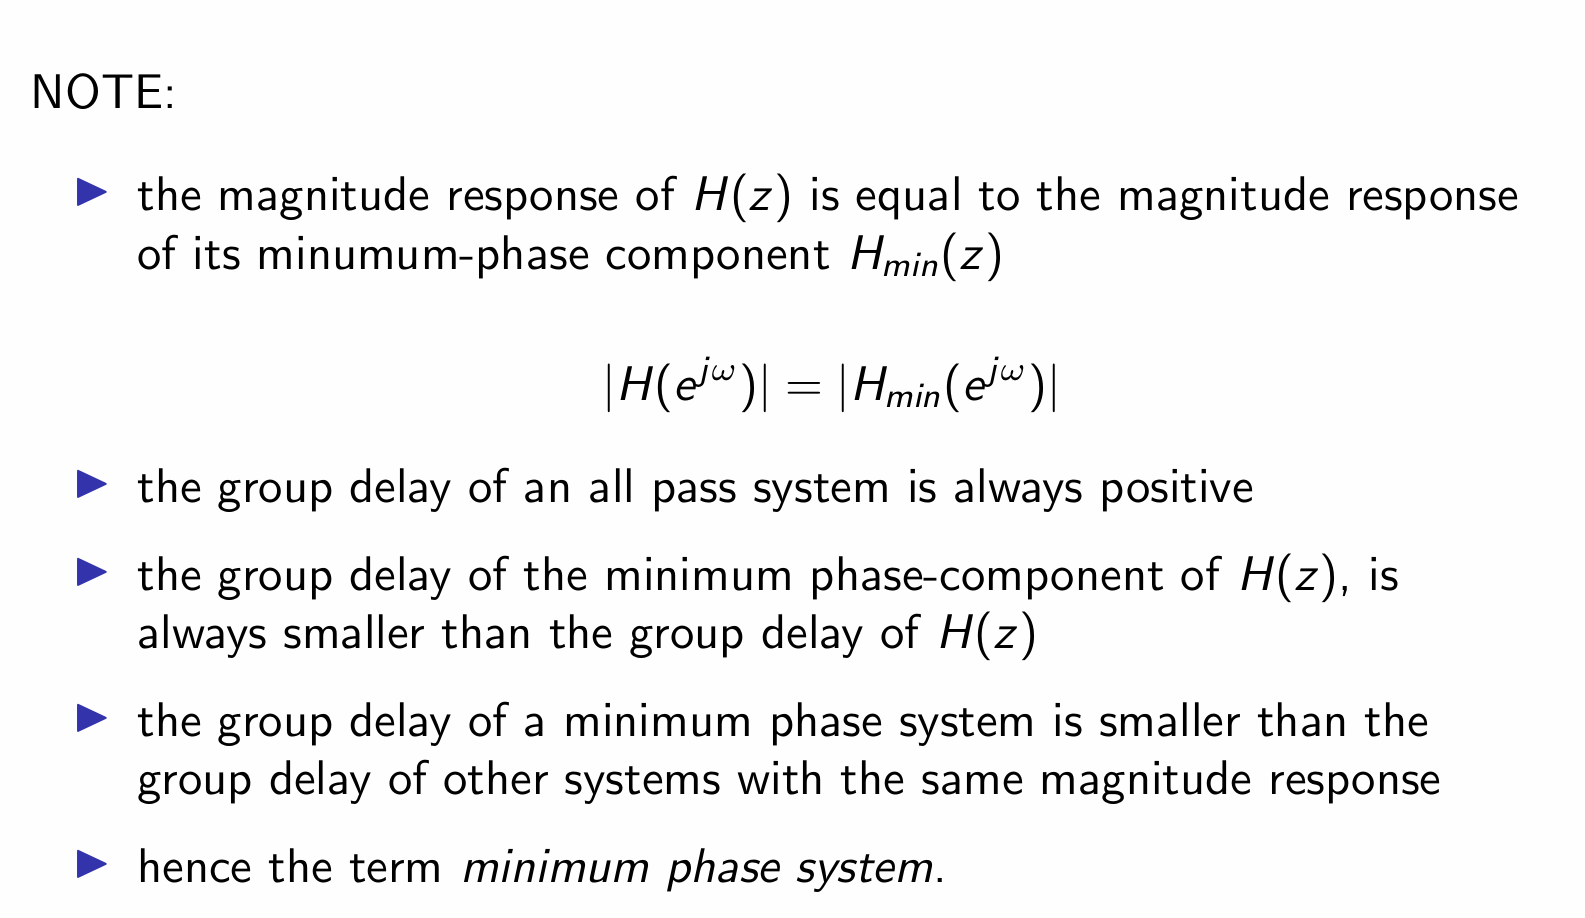 NOTE:
▶ the magnitude response of H(z) is equal to the magnitude response
of its minumum-phase component H_{min}(z)
|H(e^{jω})| = |H_{min}(e^{jω})|
▶ the group delay of an all pass system is always positive
▶ the group delay of the minimum phase-component of H(z), is
always smaller than the group delay of H(z)
▶ the group delay of a minimum phase system is smaller than the
group delay of other systems with the same magnitude response
▶ hence the term minimum phase system.